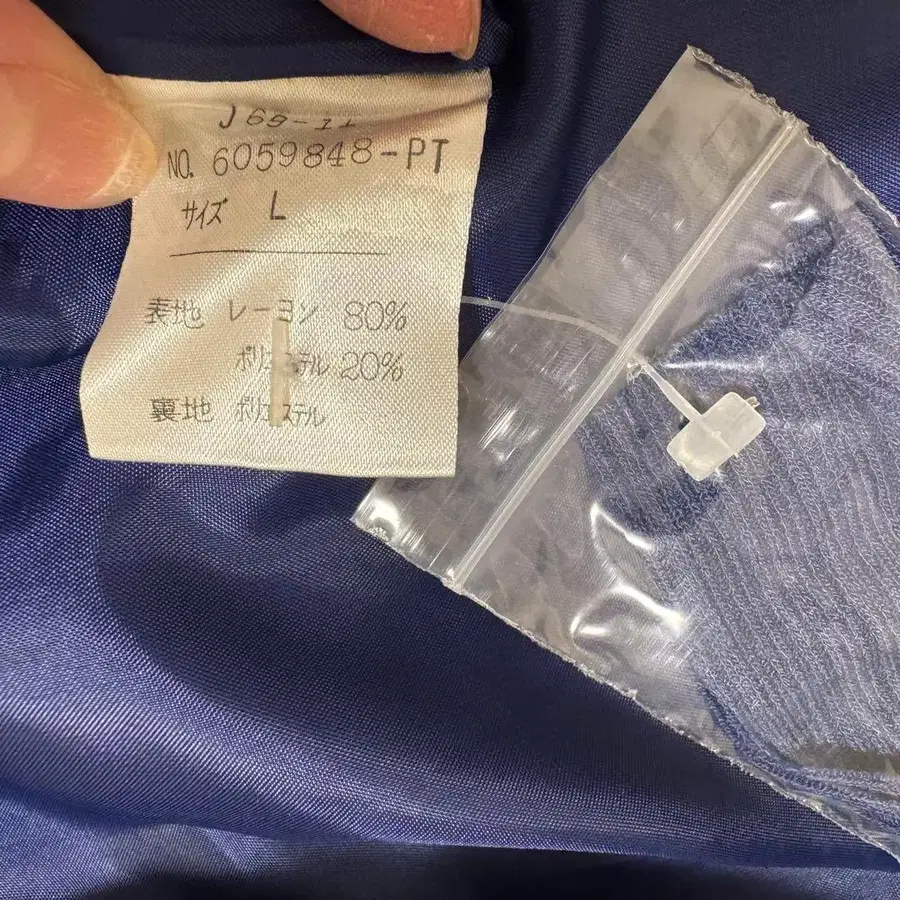 J69-11
NO. 6059848-PT
サイズ L
表地 レーヨン 80%
ポリエステル 20%
裏地 ポリエステル